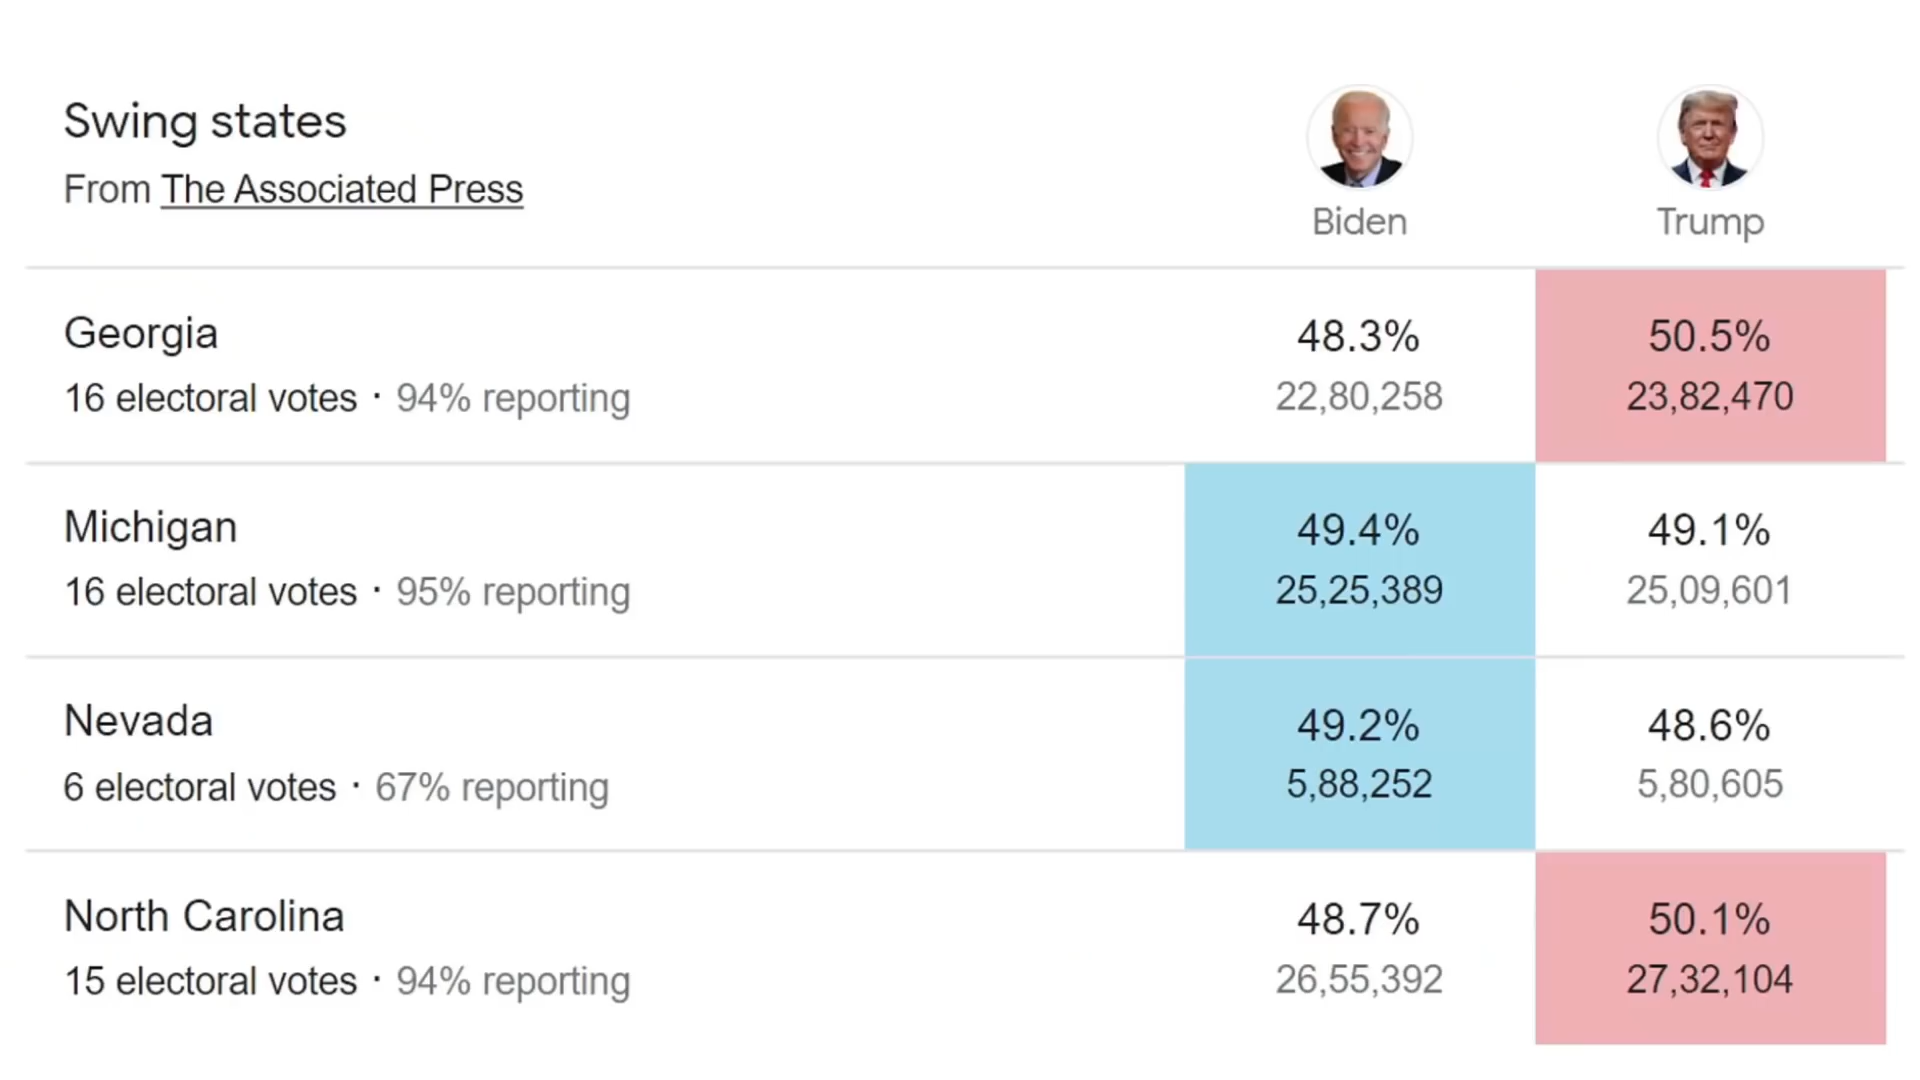 Swing states
From The Associated Press
Biden
Trump
Georgia
48.3%
50.5%
16 electoral votes · 94% reporting
22,80,258
23,82,470
Michigan
49.4%
49.1%
16 electoral votes · 95% reporting
25,25,389
25,09,601
Nevada
49.2%
48.6%
6 electoral votes · 67% reporting
5,88,252
5,80,605
North Carolina
48.7%
50.1%
15 electoral votes · 94% reporting
26,55,392
27,32,104